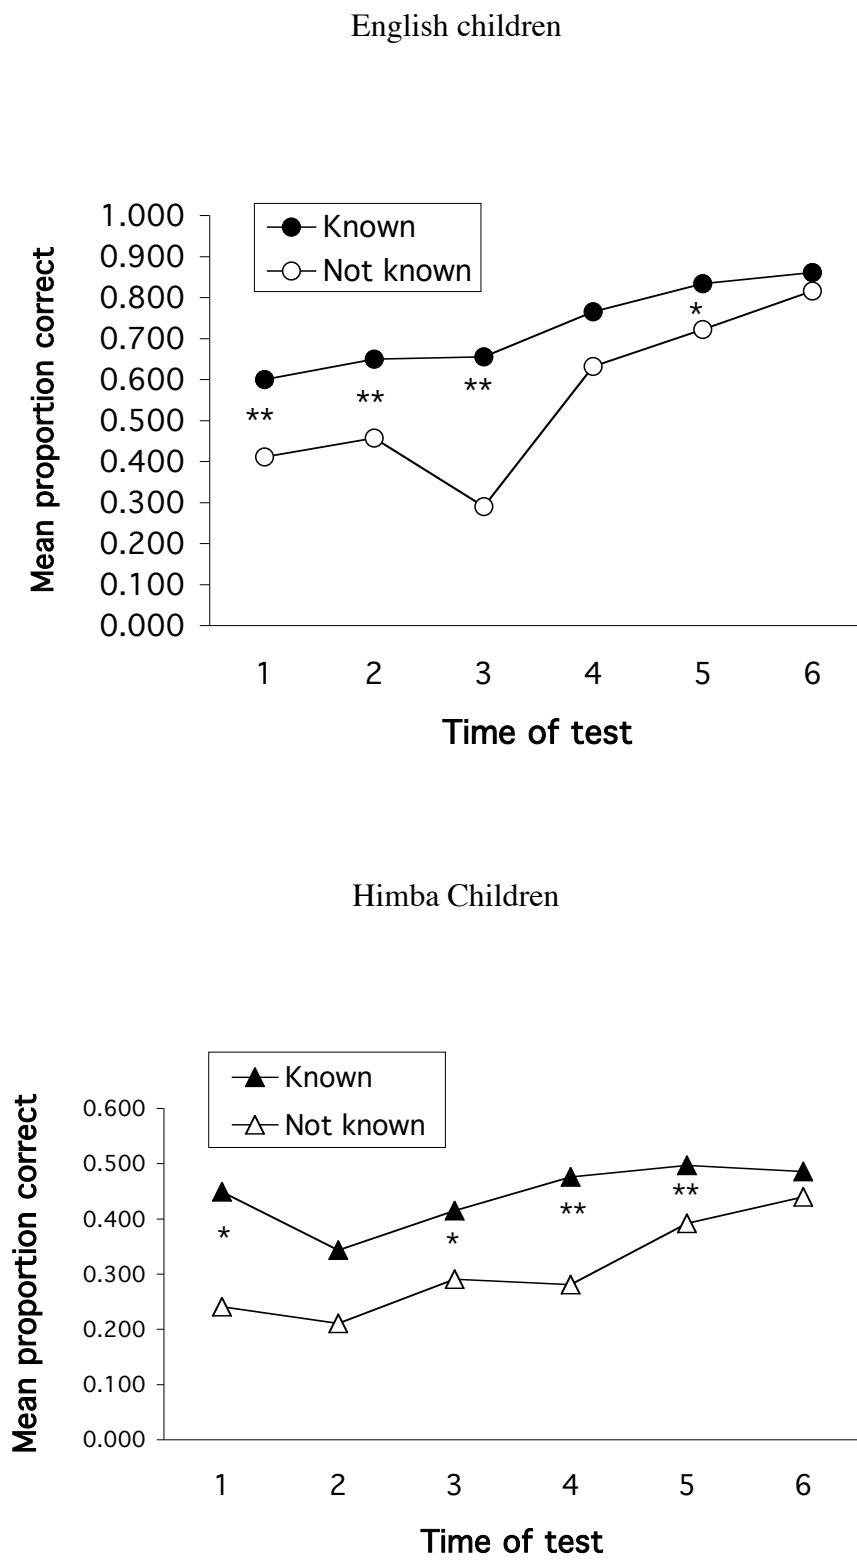 English children
Known
Not known
1.000
0.900
0.800
0.700
0.600
0.500
0.400
0.300
0.200
0.100
0.000
Mean proportion correct
*
**
**
**
1 2 3 4 5 6
Time of test
Himba Children
Known
Not known
0.600
0.500
0.400
0.300
0.200
0.100
0.000
Mean proportion correct
**
**
*
*
1 2 3 4 5 6
Time of test